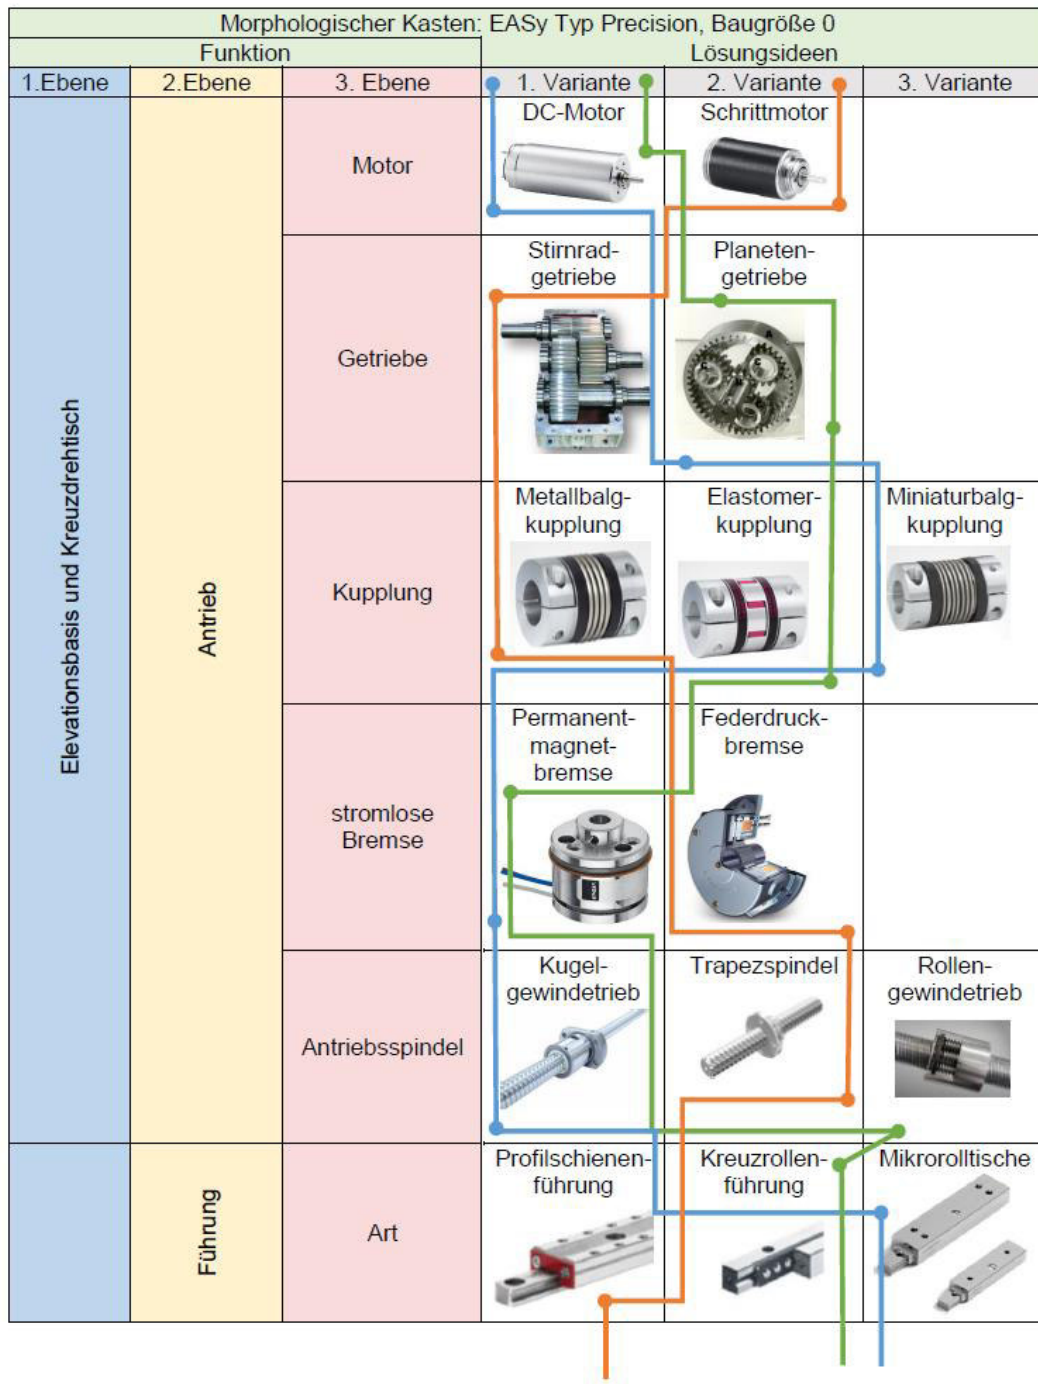 Morphologischer Kasten: EASy Typ Precision, Baugröße 0
Funktion
Lösungsideen
1.Ebene
2.Ebene
3. Ebene
1. Variante
2. Variante
3. Variante
Elevationsbasis und Kreuzdrehtisch
Antrieb
Motor
DC-Motor
Schrittmotor
Getriebe
Stirnrad-
getriebe
Planeten-
getriebe
Kupplung
Metallbalg-
kupplung
Elastomer-
kupplung
Miniaturbalg-
kupplung
stromlose
Bremse
Permanent-
magnet-
bremse
Federdruck-
bremse
Antriebsspindel
Kugel-
gewindetrieb
Trapezspindel
Rollen-
gewindetrieb
Führung
Art
Profilschienen-
führung
Kreuzrollen-
führung
Mikrorolltische